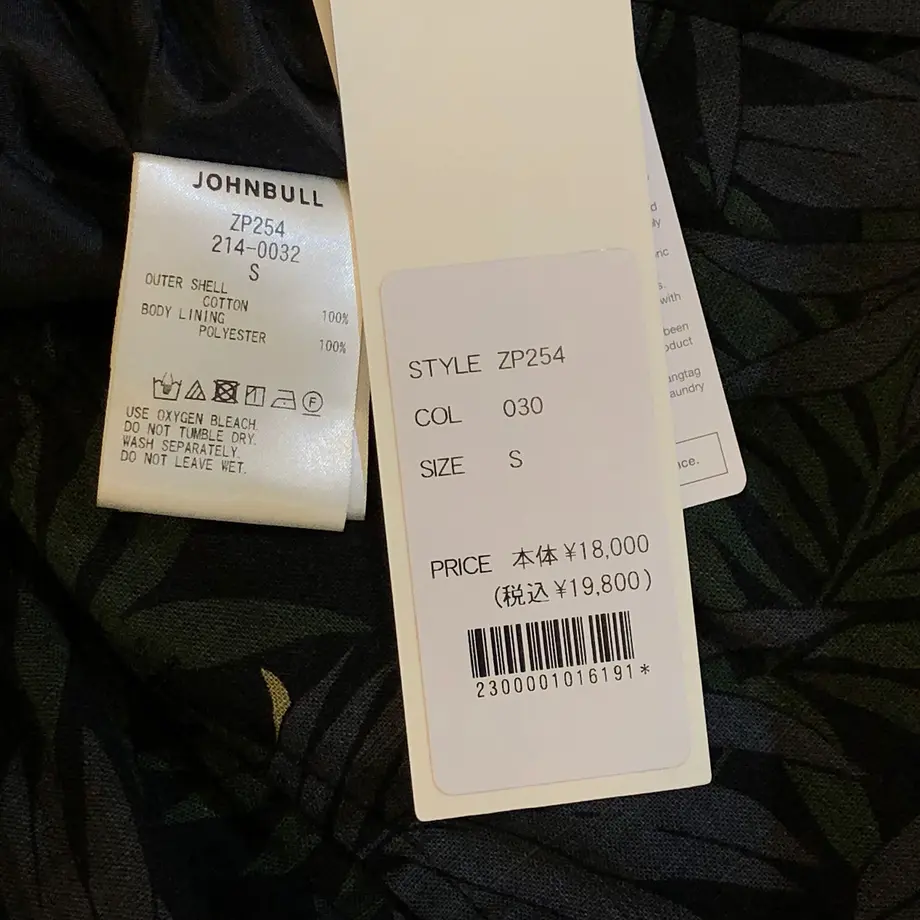 JOHNBULL
ZP254
214-0032
S
OUTER SHELL
COTTON 100%
BODY LINING
POLYESTER 100%
F
USE OXYGEN BLEACH.
DO NOT TUMBLE DRY.
WASH SEPARATELY.
DO NOT LEAVE WET.
STYLE ZP254
COL 030
SIZE S
PRICE 本体 ¥18,000
(税込 ¥19,800)
2300001016191*
with
been